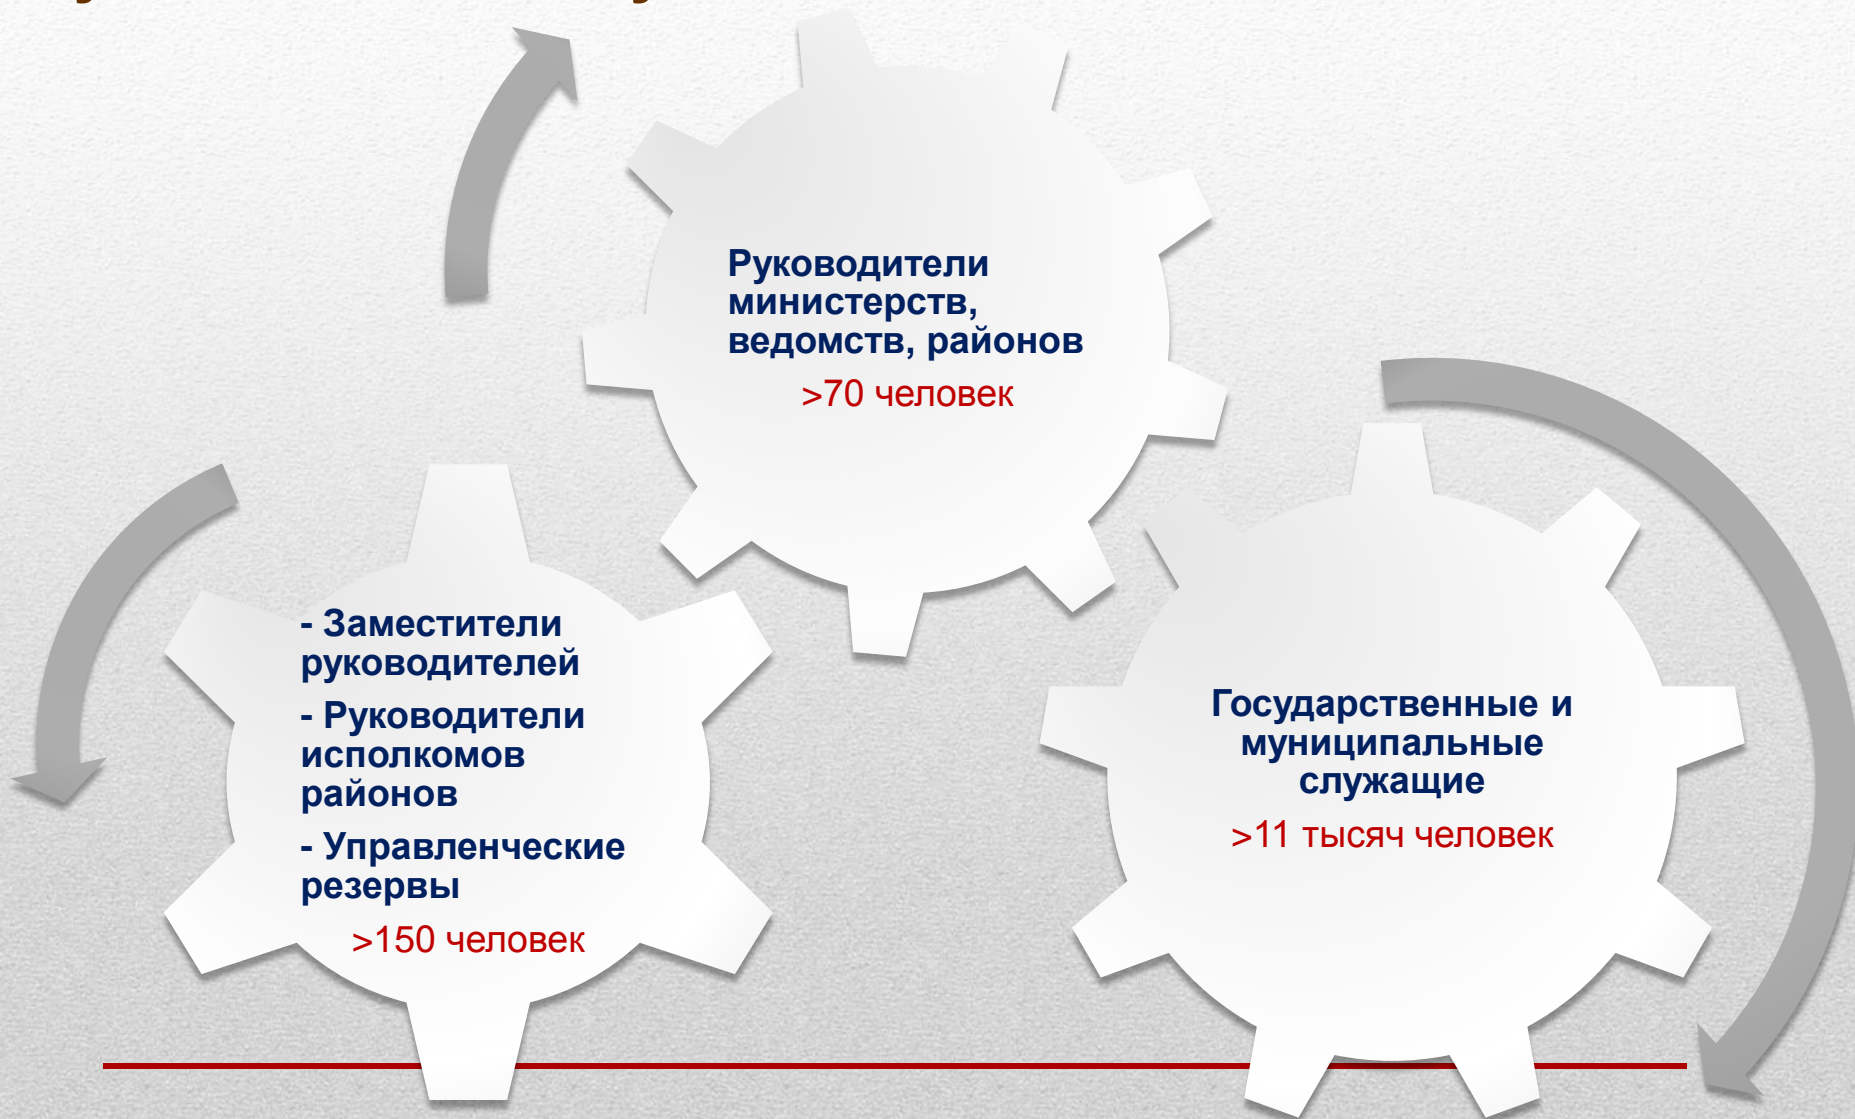 Руководители
министерств,
ведомств, районов
>70 человек
- Заместители
руководителей
- Руководители
исполкомов
районов
- Управленческие
резервы
>150 человек
Государственные и
муниципальные
служащие
>11 тысяч человек